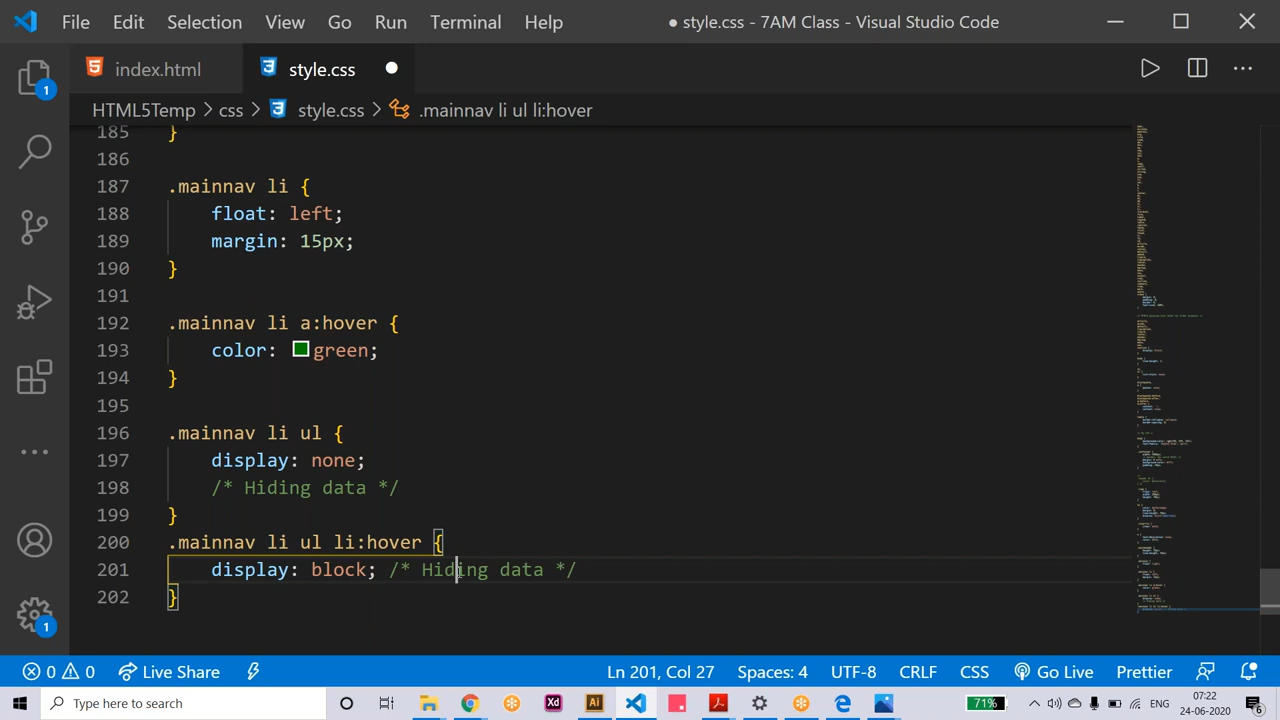 File Edit Selection View Go Run Terminal Help ● style.css - 7AM Class - Visual Studio Code
index.html style.css
HTML5Temp > css > style.css > .mainnav li ul li:hover
185 }
186
187 .mainnav li {
188 float: left;
189 margin: 15px;
190 }
191
192 .mainnav li a:hover {
193 color: green;
194 }
195
196 .mainnav li ul {
197 display: none;
198 /* Hiding data */
199 }
200 .mainnav li ul li:hover {
201 display: block; /* Hiding data */
202 }
1
1
0 0 Live Share Ln 201, Col 27 Spaces: 4 UTF-8 CRLF CSS Go Live Prettier
Type here to search Xd Ai 71% ENG 07:22 6
24-06-2020